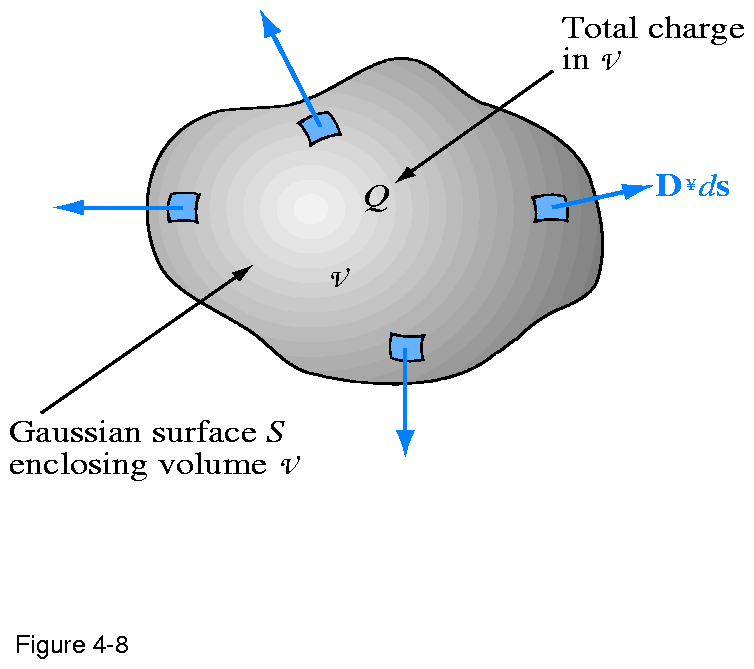 Total charge
in 𝒱
D¥ds
Q
𝒱
Gaussian surface S
enclosing volume 𝒱
Figure 4-8